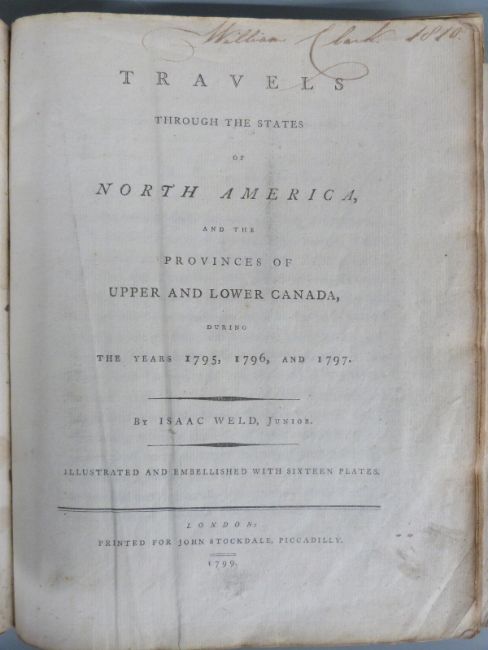 William Clark 1810.
TRAVELS
THROUGH THE STATES
OF
NORTH AMERICA,
AND THE
PROVINCES OF
UPPER AND LOWER CANADA,
DURING
THE YEARS 1795, 1796, AND 1797.
BY ISAAC WELD, JUNIOR.
ILLUSTRATED AND EMBELLISHED WITH SIXTEEN PLATES.
LONDON:
PRINTED FOR JOHN STOCKDALE, PICCADILLY.
1799.